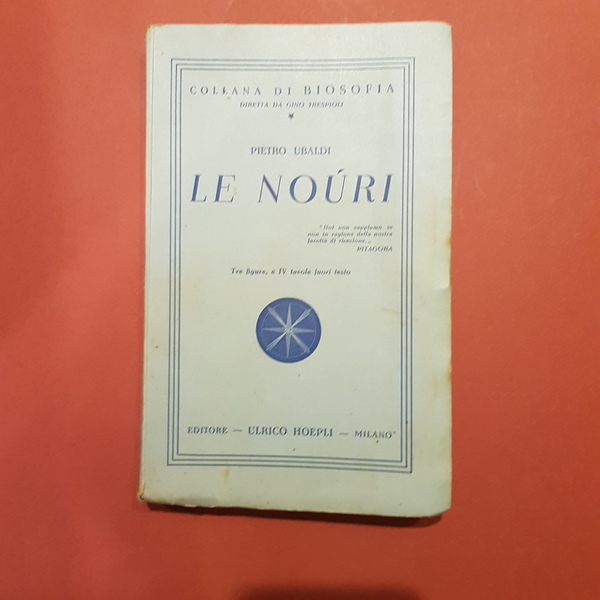 COLLANA DI BIOSOFIA
DIRETTA DA GINO TRESPIOLI
PIETRO UBALDI
LE NOÚRI
"Noi non sappiamo se
non in ragione della nostra
facoltà di ricezione.„
PITAGORA
Tre figure, e IV tavole fuori testo
EDITORE — ULRICO HOEPLI — MILANO